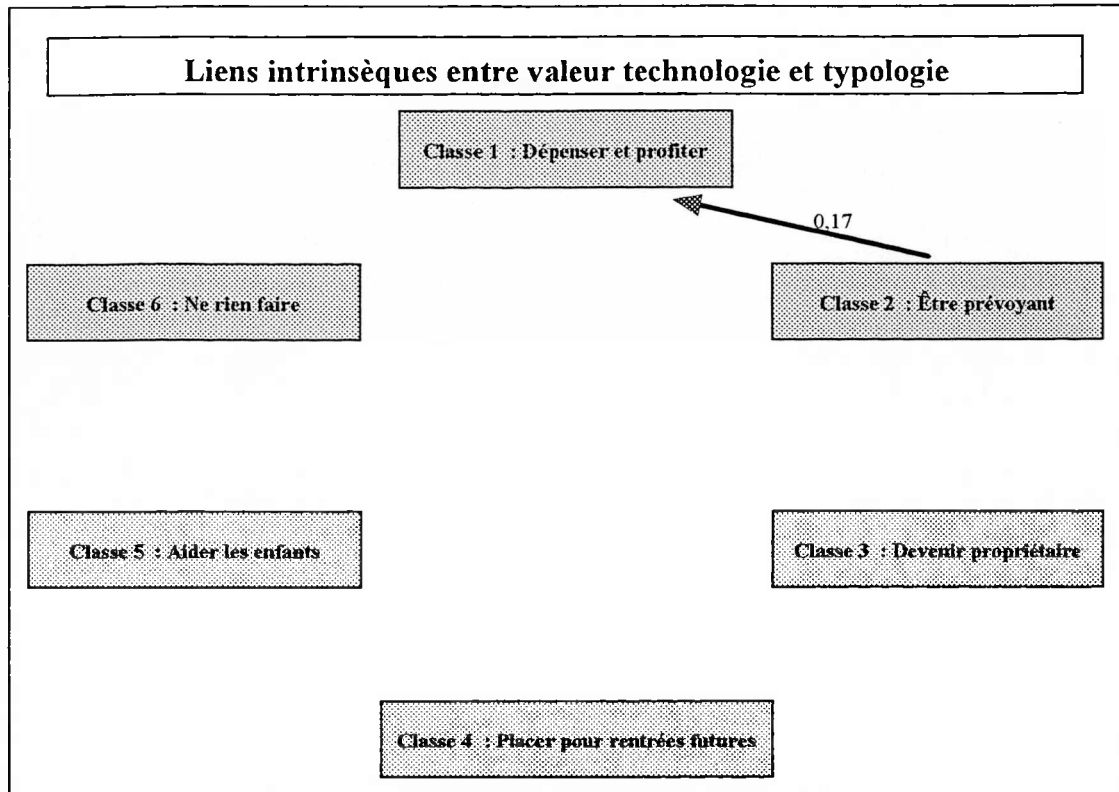 Liens intrinsèques entre valeur technologie et typologie
Classe 1 : Dépenser et profiter
0,17
Classe 6 : Ne rien faire
Classe 2 : Être prévoyant
Classe 5 : Aider les enfants
Classe 3 : Devenir propriétaire
Classe 4 : Placer pour rentrées futures